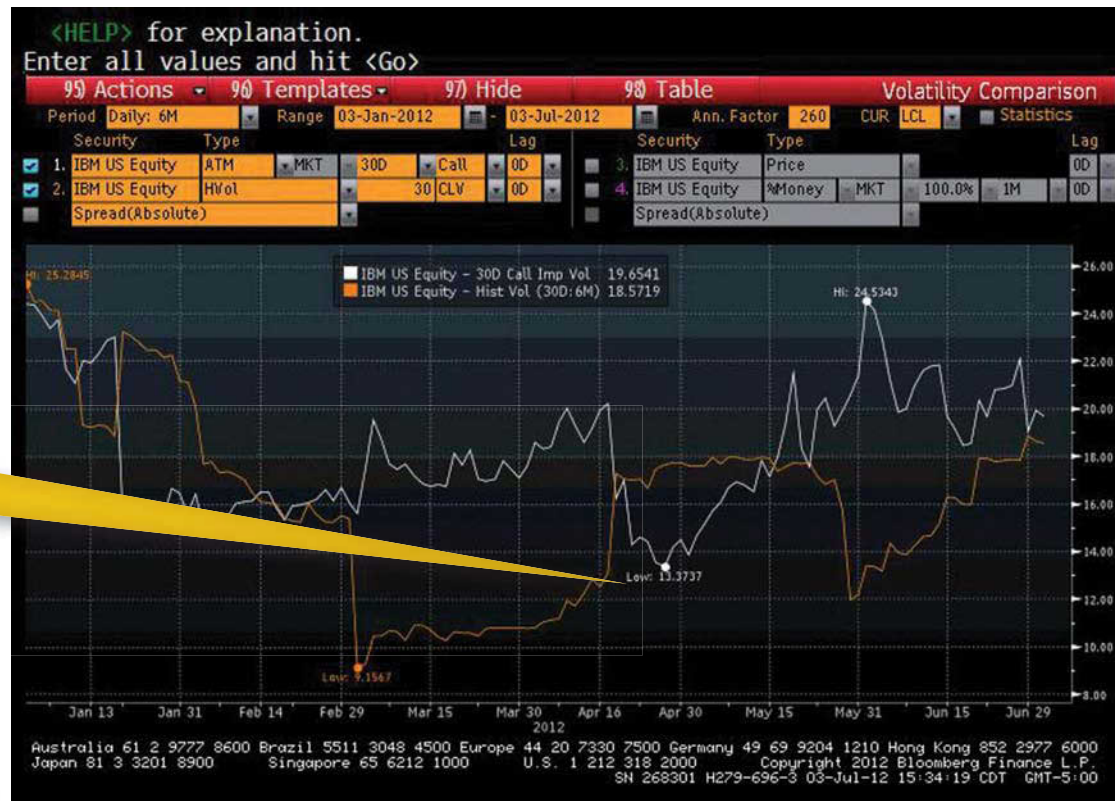 <HELP> for explanation.
Enter all values and hit <Go>
95) Actions 96) Templates 97) Hide 98) Table Volatility Comparison
Period Daily: 6M Range 03-Jan-2012 - 03-Jul-2012 Ann. Factor 260 CUR LCL Statistics
Security Type Lag Security Type Lag
1. IBM US Equity ATM MKT 30D Call 0D 3. IBM US Equity Price 0D
2. IBM US Equity HVol 30 CLV 0D 4. IBM US Equity %Money MKT 100.0% 1M 0D
Spread(Absolute) Spread(Absolute)
Hi: 25.2845
IBM US Equity - 30D Call Imp Vol 19.6541
IBM US Equity - Hist Vol (30D:6M) 18.5719
Hi: 24.5343
26.00
24.00
22.00
20.00
18.00
16.00
14.00
12.00
10.00
8.00
Low: 13.3737
Low: 9.1567
Jan 13 Jan 31 Feb 14 Feb 29 Mar 15 Mar 30 Apr 16 Apr 30 May 15 May 31 Jun 15 Jun 29
2012
Australia 61 2 9777 8600 Brazil 5511 3048 4500 Europe 44 20 7330 7500 Germany 49 69 9204 1210 Hong Kong 852 2977 6000
Japan 81 3 3201 8900 Singapore 65 6212 1000 U.S. 1 212 318 2000 Copyright 2012 Bloomberg Finance L.P.
SN 268301 H279-696-3 03-Jul-12 15:34:19 CDT GMT-5:00